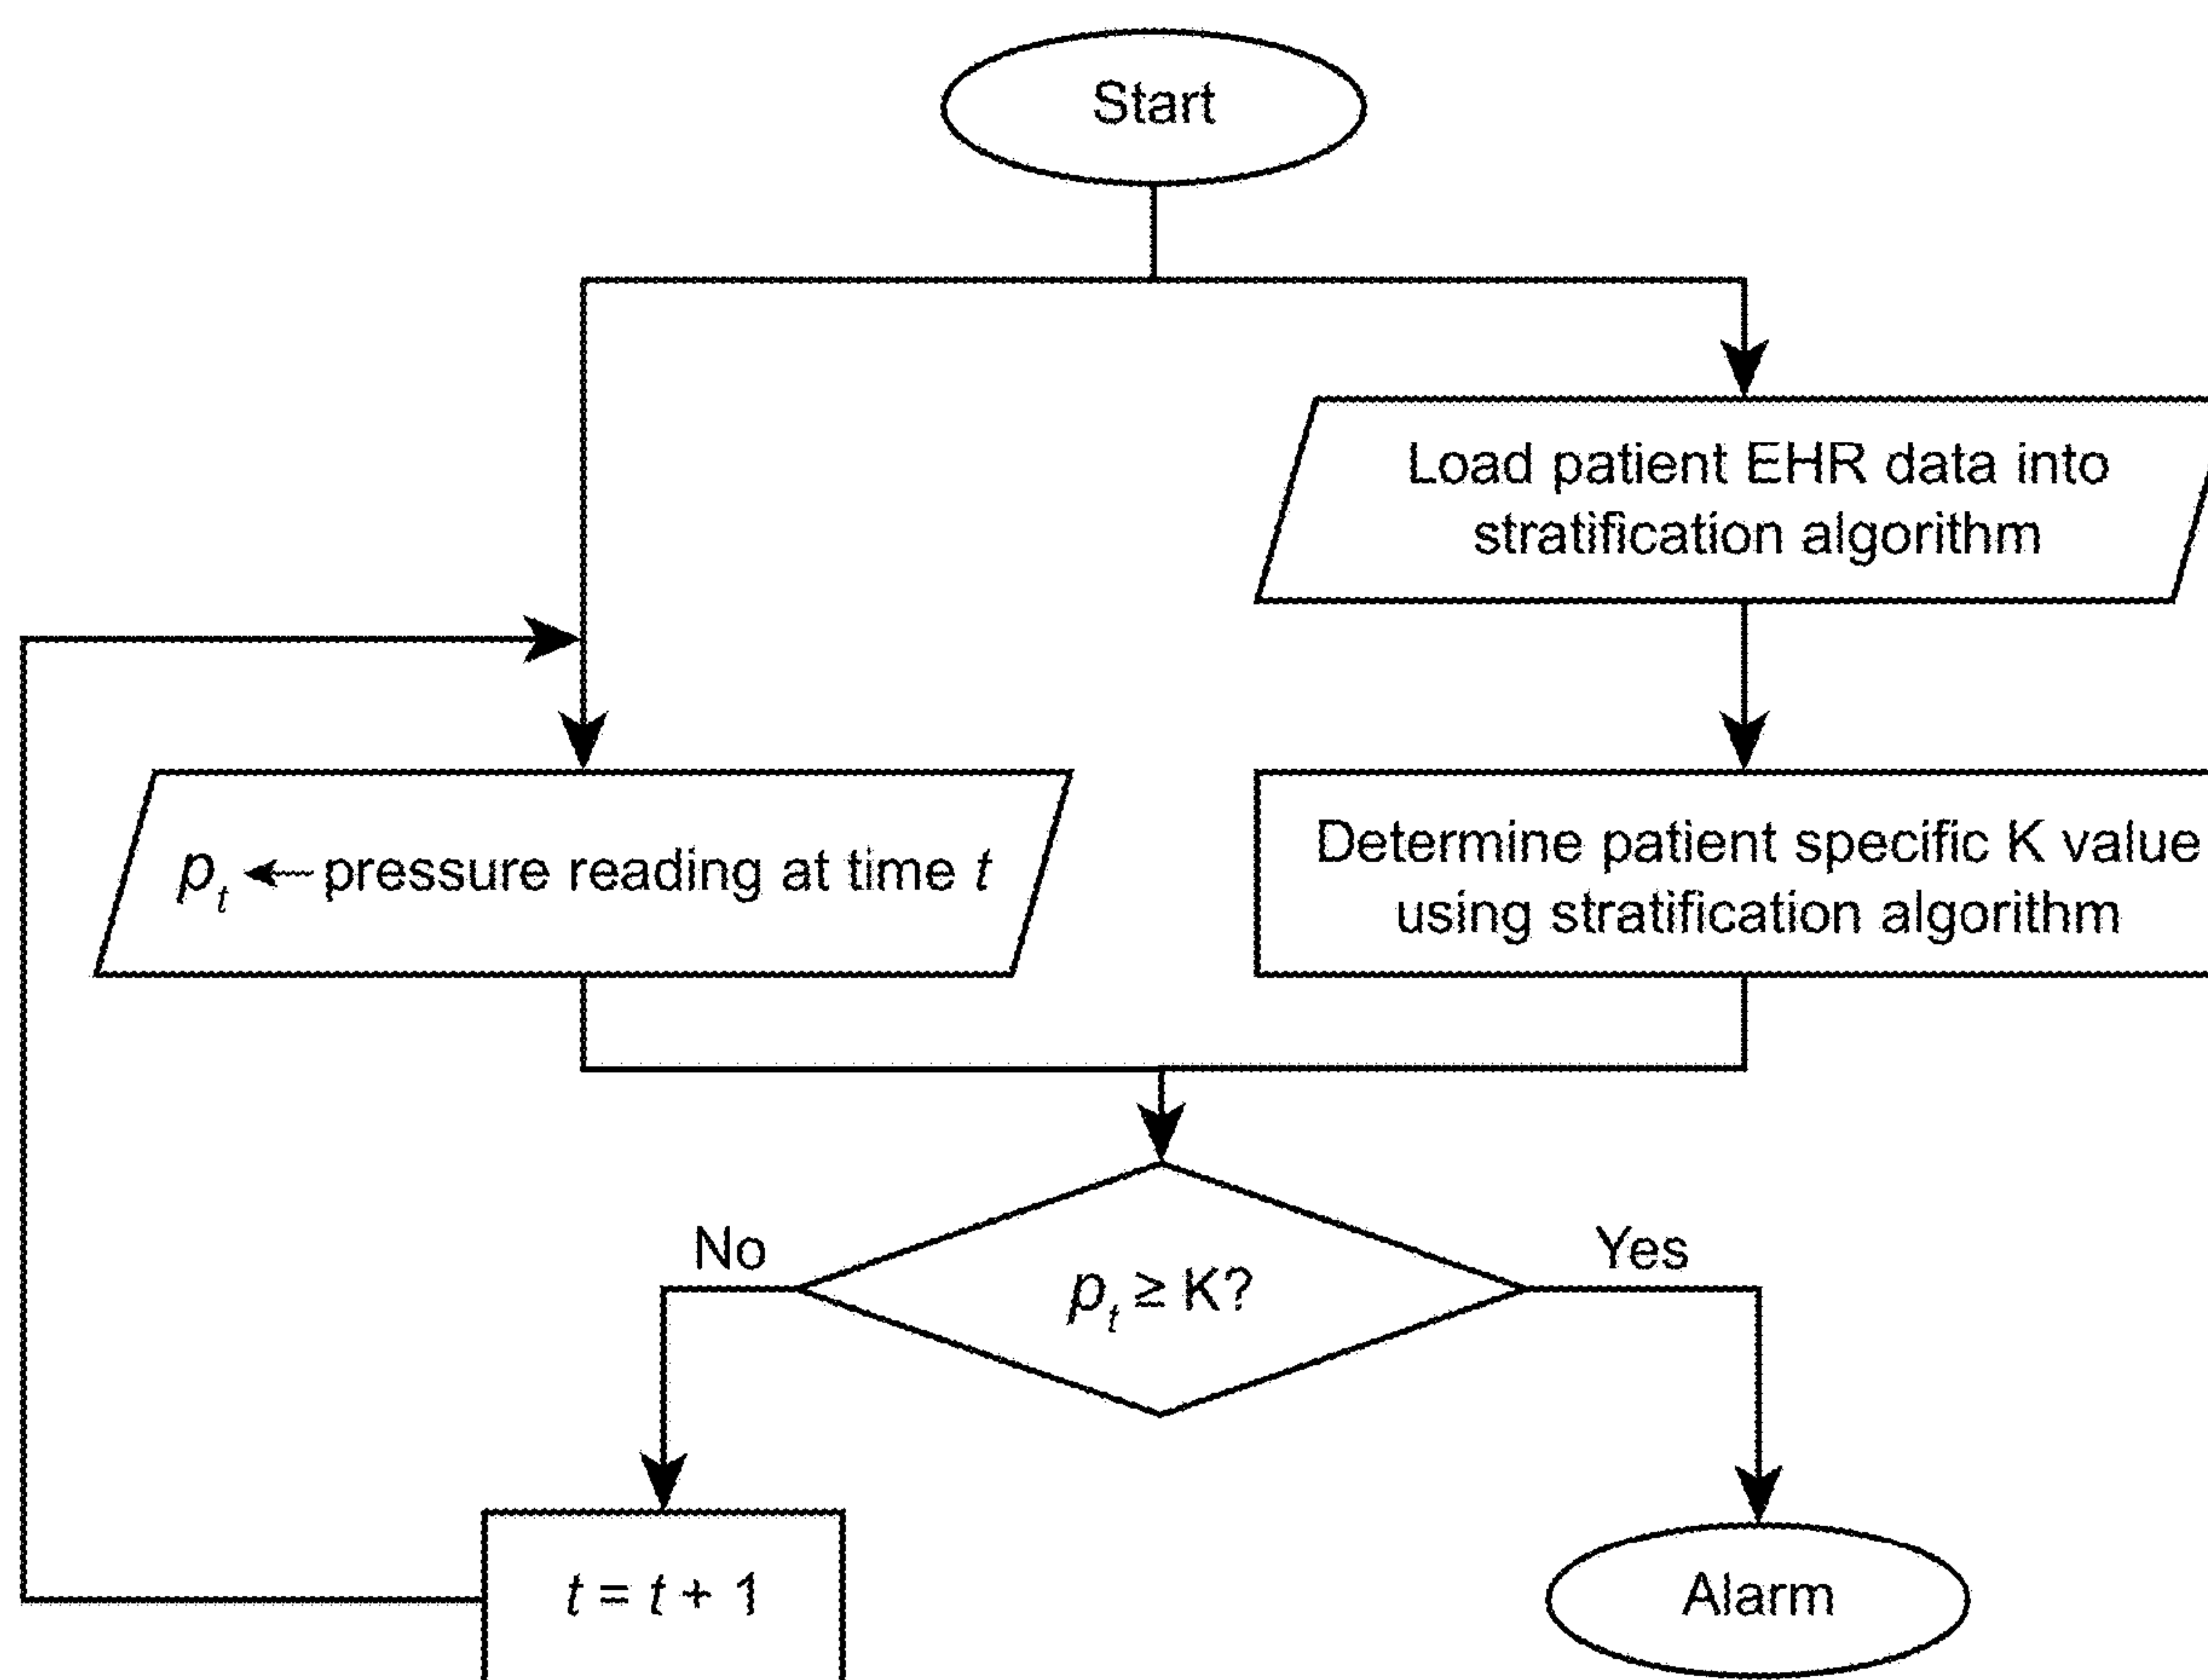 Start
Load patient EHR data into
stratification algorithm
pₜ ← pressure reading at time t
Determine patient specific K value
using stratification algorithm
No
Yes
pₜ ≥ K?
t = t + 1
Alarm